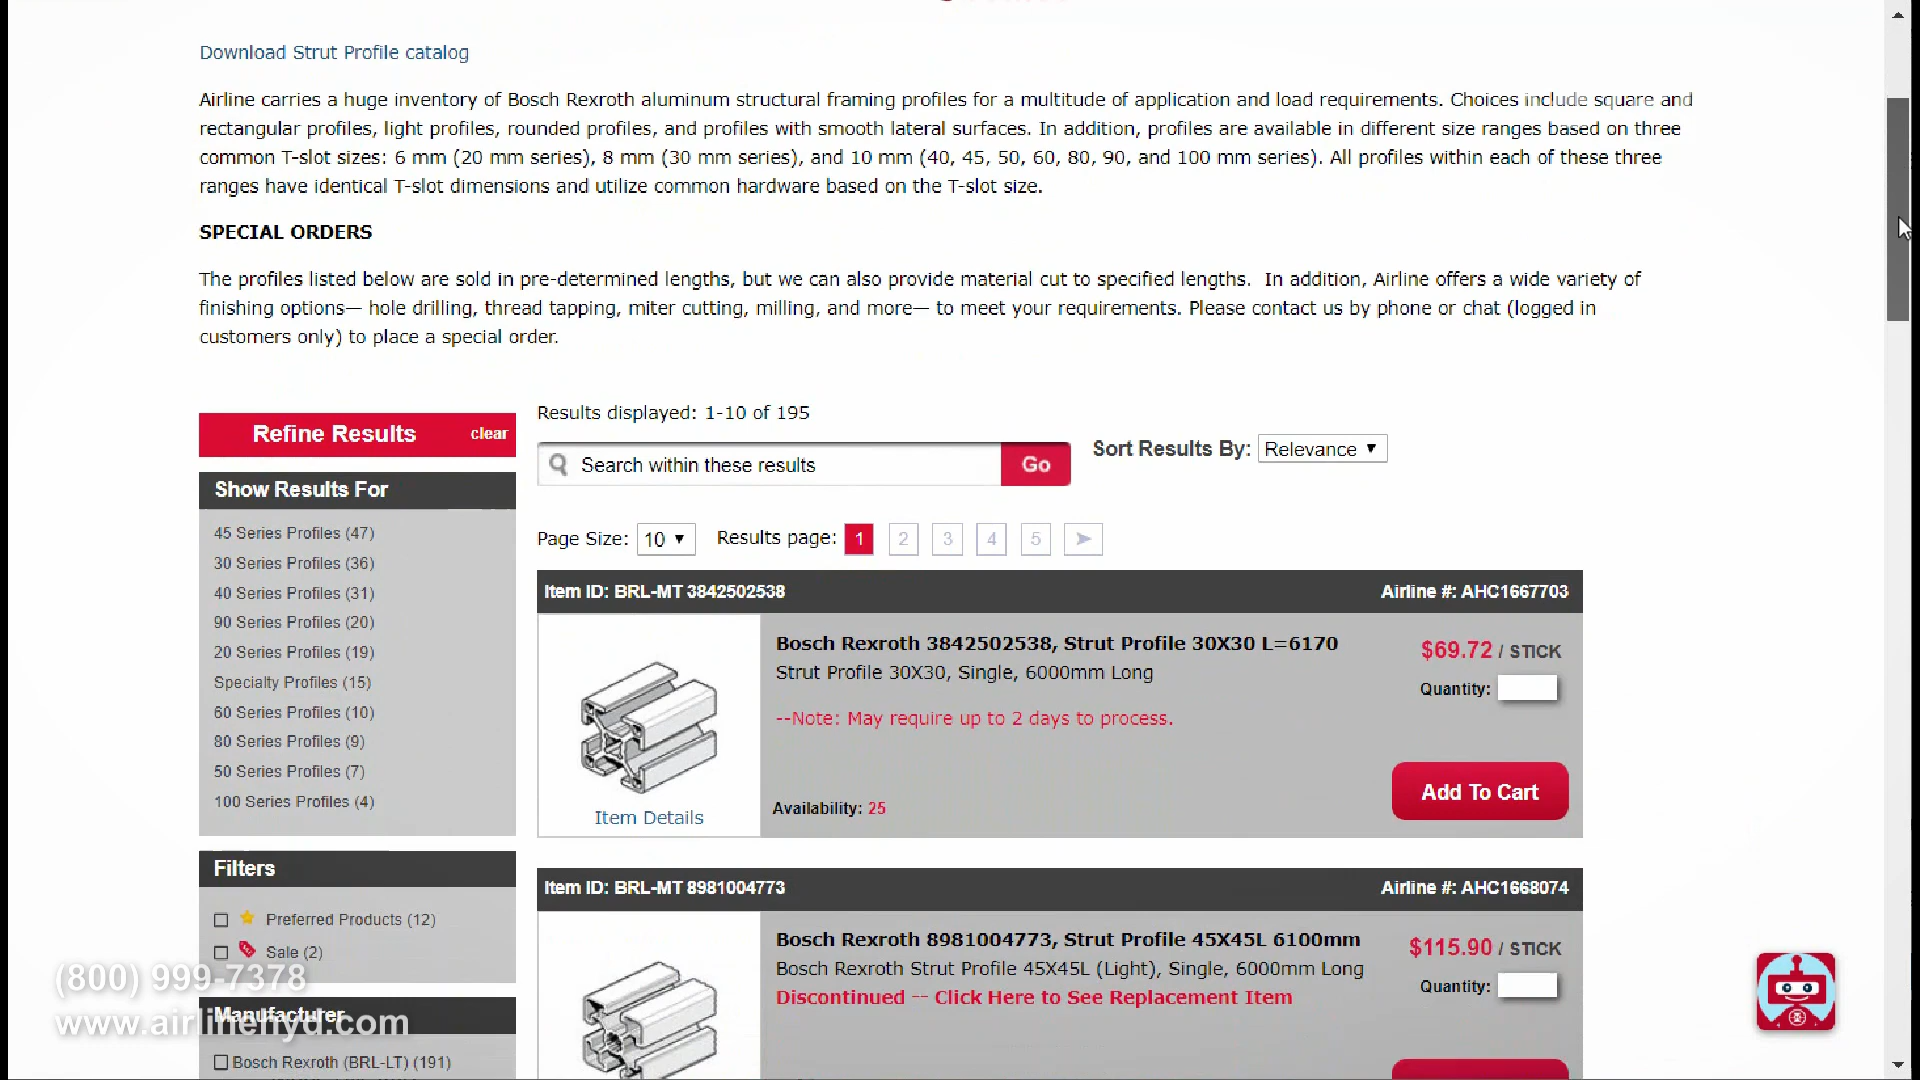 Download Strut Profile catalog
Airline carries a huge inventory of Bosch Rexroth aluminum structural framing profiles for a multitude of application and load requirements. Choices include square and
rectangular profiles, light profiles, rounded profiles, and profiles with smooth lateral surfaces. In addition, profiles are available in different size ranges based on three
common T-slot sizes: 6 mm (20 mm series), 8 mm (30 mm series), and 10 mm (40, 45, 50, 60, 80, 90, and 100 mm series). All profiles within each of these three
ranges have identical T-slot dimensions and utilize common hardware based on the T-slot size.
SPECIAL ORDERS
The profiles listed below are sold in pre-determined lengths, but we can also provide material cut to specified lengths. In addition, Airline offers a wide variety of
finishing options— hole drilling, thread tapping, miter cutting, milling, and more— to meet your requirements. Please contact us by phone or chat (logged in
customers only) to place a special order.
Refine Results clear
Show Results For
45 Series Profiles (47)
30 Series Profiles (36)
40 Series Profiles (31)
90 Series Profiles (20)
20 Series Profiles (19)
Specialty Profiles (15)
60 Series Profiles (10)
80 Series Profiles (9)
50 Series Profiles (7)
100 Series Profiles (4)
Filters
Preferred Products (12)
Sale (2)
Manufacturer
Bosch Rexroth (BRL-LT) (191)
Results displayed: 1-10 of 195
Search within these results Go
Sort Results By: Relevance
Page Size: 10 Results page: 1 2 3 4 5
Item ID: BRL-MT 3842502538 Airline #: AHC1667703
Bosch Rexroth 3842502538, Strut Profile 30X30 L=6170
Strut Profile 30X30, Single, 6000mm Long
--Note: May require up to 2 days to process.
Item Details
Availability: 25
$69.72 / STICK
Quantity:
Add To Cart
Item ID: BRL-MT 8981004773 Airline #: AHC1668074
Bosch Rexroth 8981004773, Strut Profile 45X45L 6100mm
Bosch Rexroth Strut Profile 45X45L (Light), Single, 6000mm Long
Discontinued -- Click Here to See Replacement Item
$115.90 / STICK
Quantity:
(800) 999-7378
www.airlinehyd.com